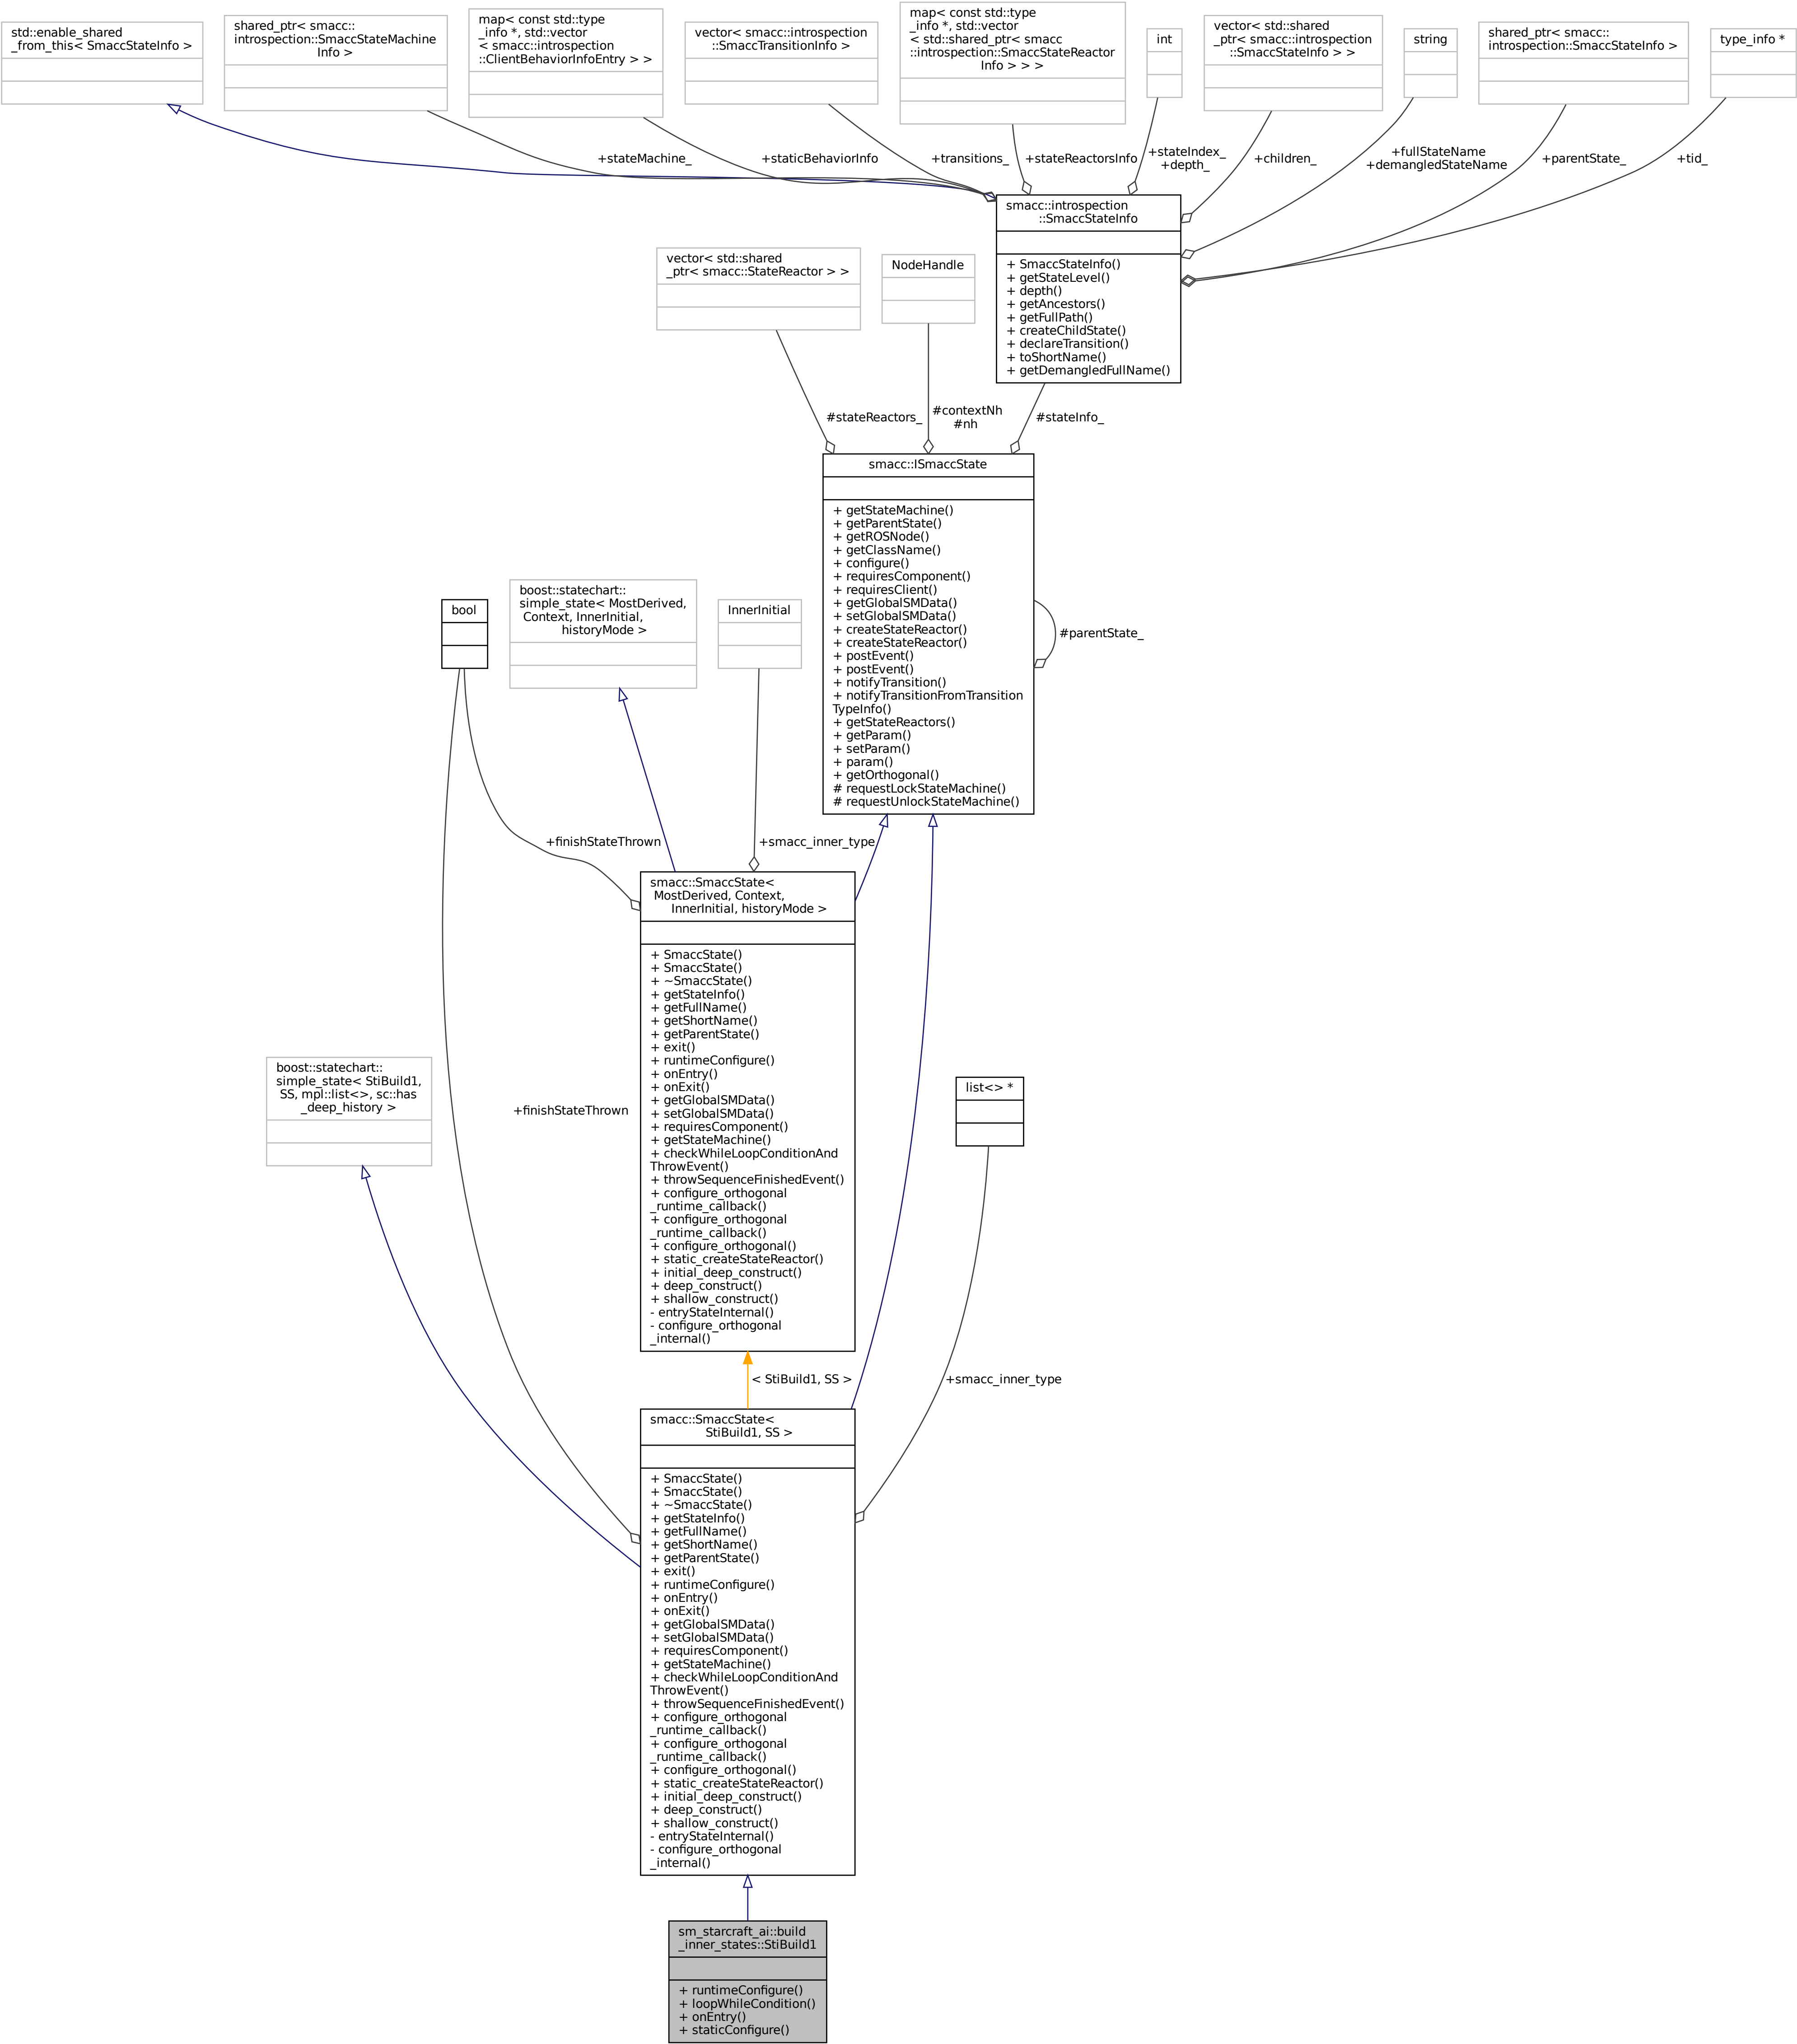 std::enable_shared
_from_this< SmaccStateInfo >
shared_ptr< smacc::
introspection::SmaccStateMachine
Info >
map< const std::type
_info *, std::vector
< smacc::introspection
::ClientBehaviorInfoEntry > >
vector< smacc::introspection
::SmaccTransitionInfo >
map< const std::type
_info *, std::vector
< std::shared_ptr< smacc
::introspection::SmaccStateReactor
Info > > >
int
vector< std::shared
_ptr< smacc::introspection
::SmaccStateInfo > >
string
shared_ptr< smacc::
introspection::SmaccStateInfo >
type_info *
+stateMachine_
+staticBehaviorInfo
+transitions_
+stateReactorsInfo
+stateIndex_
+depth_
+children_
+fullStateName
+demangledStateName
+parentState_
+tid_
smacc::introspection
::SmaccStateInfo
+ SmaccStateInfo()
+ getStateLevel()
+ depth()
+ getAncestors()
+ getFullPath()
+ createChildState()
+ declareTransition()
+ toShortName()
+ getDemangledFullName()
vector< std::shared
_ptr< smacc::StateReactor > >
NodeHandle
#stateReactors_
#contextNh
#nh
#stateInfo_
smacc::ISmaccState
+ getStateMachine()
+ getParentState()
+ getROSNode()
+ getClassName()
+ configure()
+ requiresComponent()
+ requiresClient()
+ getGlobalSMData()
+ setGlobalSMData()
+ createStateReactor()
+ createStateReactor()
+ postEvent()
+ postEvent()
+ notifyTransition()
+ notifyTransitionFromTransition
TypeInfo()
+ getStateReactors()
+ getParam()
+ setParam()
+ param()
+ getOrthogonal()
# requestLockStateMachine()
# requestUnlockStateMachine()
#parentState_
bool
boost::statechart::
simple_state< MostDerived,
Context, InnerInitial,
historyMode >
InnerInitial
+finishStateThrown
+smacc_inner_type
smacc::SmaccState<
MostDerived, Context,
InnerInitial, historyMode >
+ SmaccState()
+ SmaccState()
+ ~SmaccState()
+ getStateInfo()
+ getFullName()
+ getShortName()
+ getParentState()
+ exit()
+ runtimeConfigure()
+ onEntry()
+ onExit()
+ getGlobalSMData()
+ setGlobalSMData()
+ requiresComponent()
+ getStateMachine()
+ checkWhileLoopConditionAnd
ThrowEvent()
+ throwSequenceFinishedEvent()
+ configure_orthogonal
_runtime_callback()
+ configure_orthogonal
_runtime_callback()
+ configure_orthogonal()
+ static_createStateReactor()
+ initial_deep_construct()
+ deep_construct()
+ shallow_construct()
- entryStateInternal()
- configure_orthogonal
_internal()
boost::statechart::
simple_state< StiBuild1,
SS, mpl::list<>, sc::has
_deep_history >
+finishStateThrown
list<> *
< StiBuild1, SS >
+smacc_inner_type
smacc::SmaccState<
StiBuild1, SS >
+ SmaccState()
+ SmaccState()
+ ~SmaccState()
+ getStateInfo()
+ getFullName()
+ getShortName()
+ getParentState()
+ exit()
+ runtimeConfigure()
+ onEntry()
+ onExit()
+ getGlobalSMData()
+ setGlobalSMData()
+ requiresComponent()
+ getStateMachine()
+ checkWhileLoopConditionAnd
ThrowEvent()
+ throwSequenceFinishedEvent()
+ configure_orthogonal
_runtime_callback()
+ configure_orthogonal
_runtime_callback()
+ configure_orthogonal()
+ static_createStateReactor()
+ initial_deep_construct()
+ deep_construct()
+ shallow_construct()
- entryStateInternal()
- configure_orthogonal
_internal()
sm_starcraft_ai::build
_inner_states::StiBuild1
+ runtimeConfigure()
+ loopWhileCondition()
+ onEntry()
+ staticConfigure()